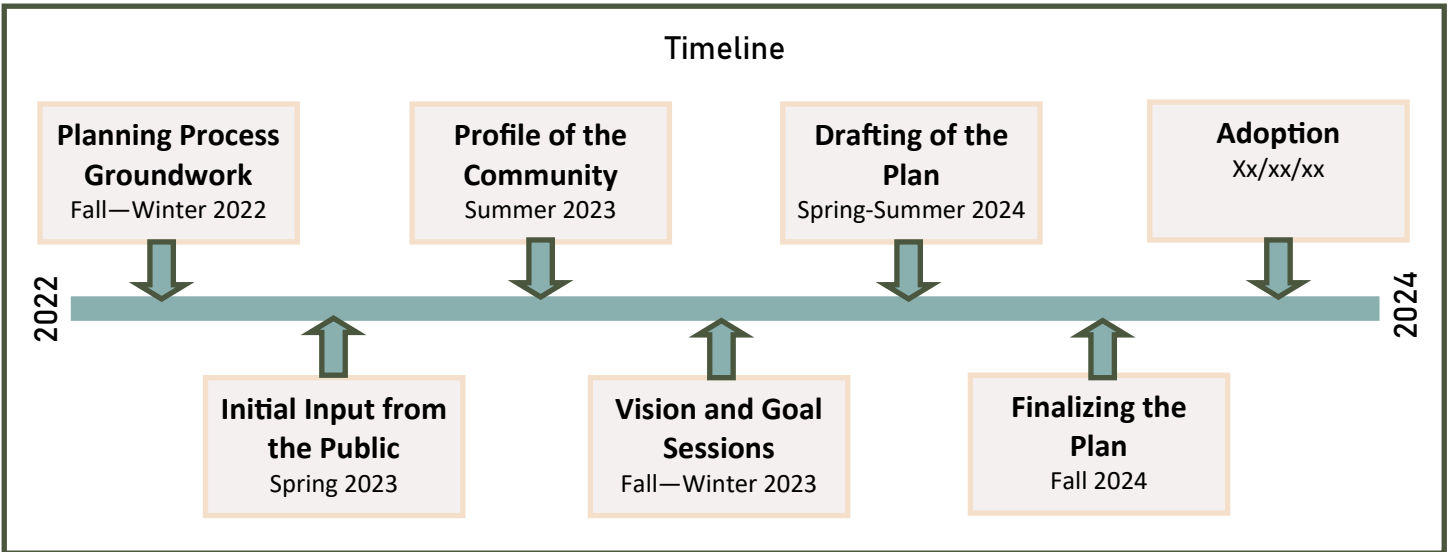 Timeline
Planning Process
Groundwork
Fall—Winter 2022
Profile of the
Community
Summer 2023
Drafting of the
Plan
Spring-Summer 2024
Adoption
Xx/xx/xx
2022
2024
Initial Input from
the Public
Spring 2023
Vision and Goal
Sessions
Fall—Winter 2023
Finalizing the
Plan
Fall 2024